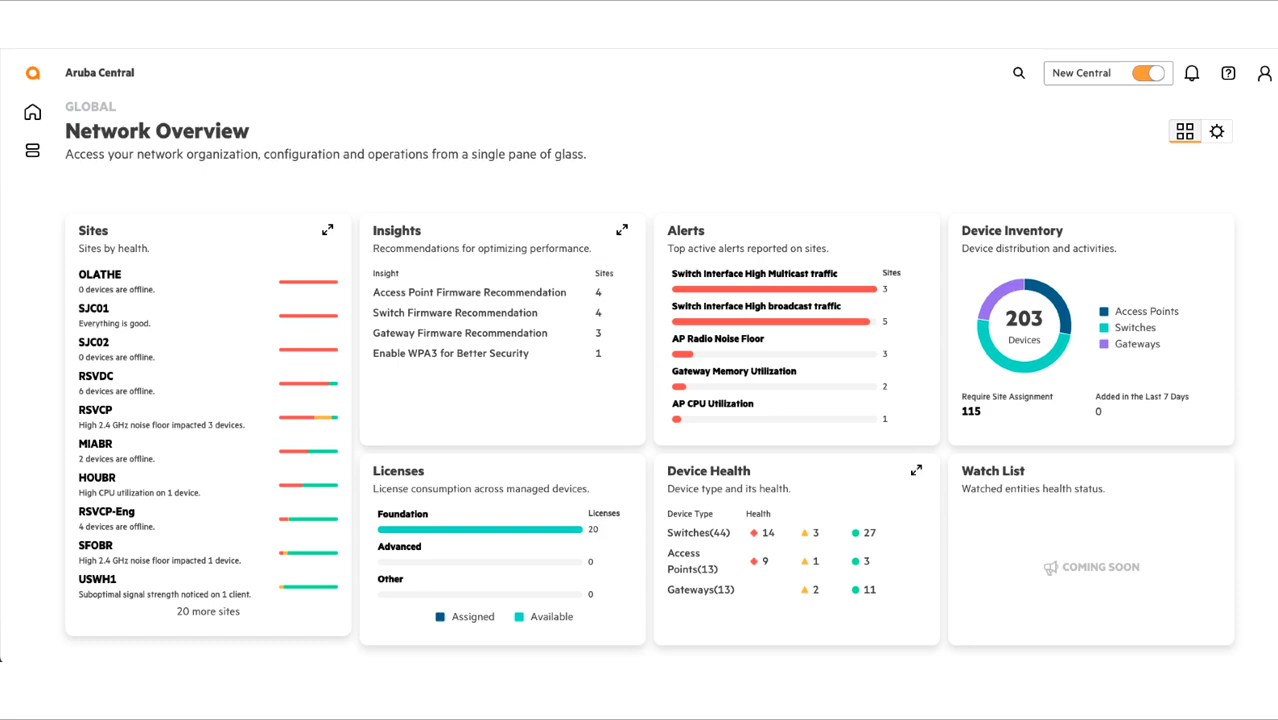 Aruba Central
New Central
GLOBAL
Network Overview
Access your network organization, configuration and operations from a single pane of glass.
Sites
Sites by health.
OLATHE
0 devices are offline.
SJC01
Everything is good.
SJC02
0 devices are offline.
RSVDC
6 devices are offline.
RSVCP
High 2.4 GHz noise floor impacted 3 devices.
MIABR
2 devices are offline.
HOUBR
High CPU utilization on 1 device.
RSVCP-Eng
4 devices are offline.
SFOBR
High 2.4 GHz noise floor impacted 1 device.
USWH1
Suboptimal signal strength noticed on 1 client.
20 more sites
Insights
Recommendations for optimizing performance.
Insight Sites
Access Point Firmware Recommendation 4
Switch Firmware Recommendation 4
Gateway Firmware Recommendation 3
Enable WPA3 for Better Security 1
Alerts
Top active alerts reported on sites.
Switch Interface High Multicast traffic Sites
3
Switch Interface High broadcast traffic
5
AP Radio Noise Floor
3
Gateway Memory Utilization
2
AP CPU Utilization
1
Device Inventory
Device distribution and activities.
203
Devices
Access Points
Switches
Gateways
Require Site Assignment Added in the Last 7 Days
115 0
Licenses
License consumption across managed devices.
Foundation Licenses
20
Advanced
0
Other
0
Assigned Available
Device Health
Device type and its health.
Device Type Health
Switches(44) 14 3 27
Access
Points(13) 9 1 3
Gateways(13) 2 11
Watch List
Watched entities health status.
COMING SOON